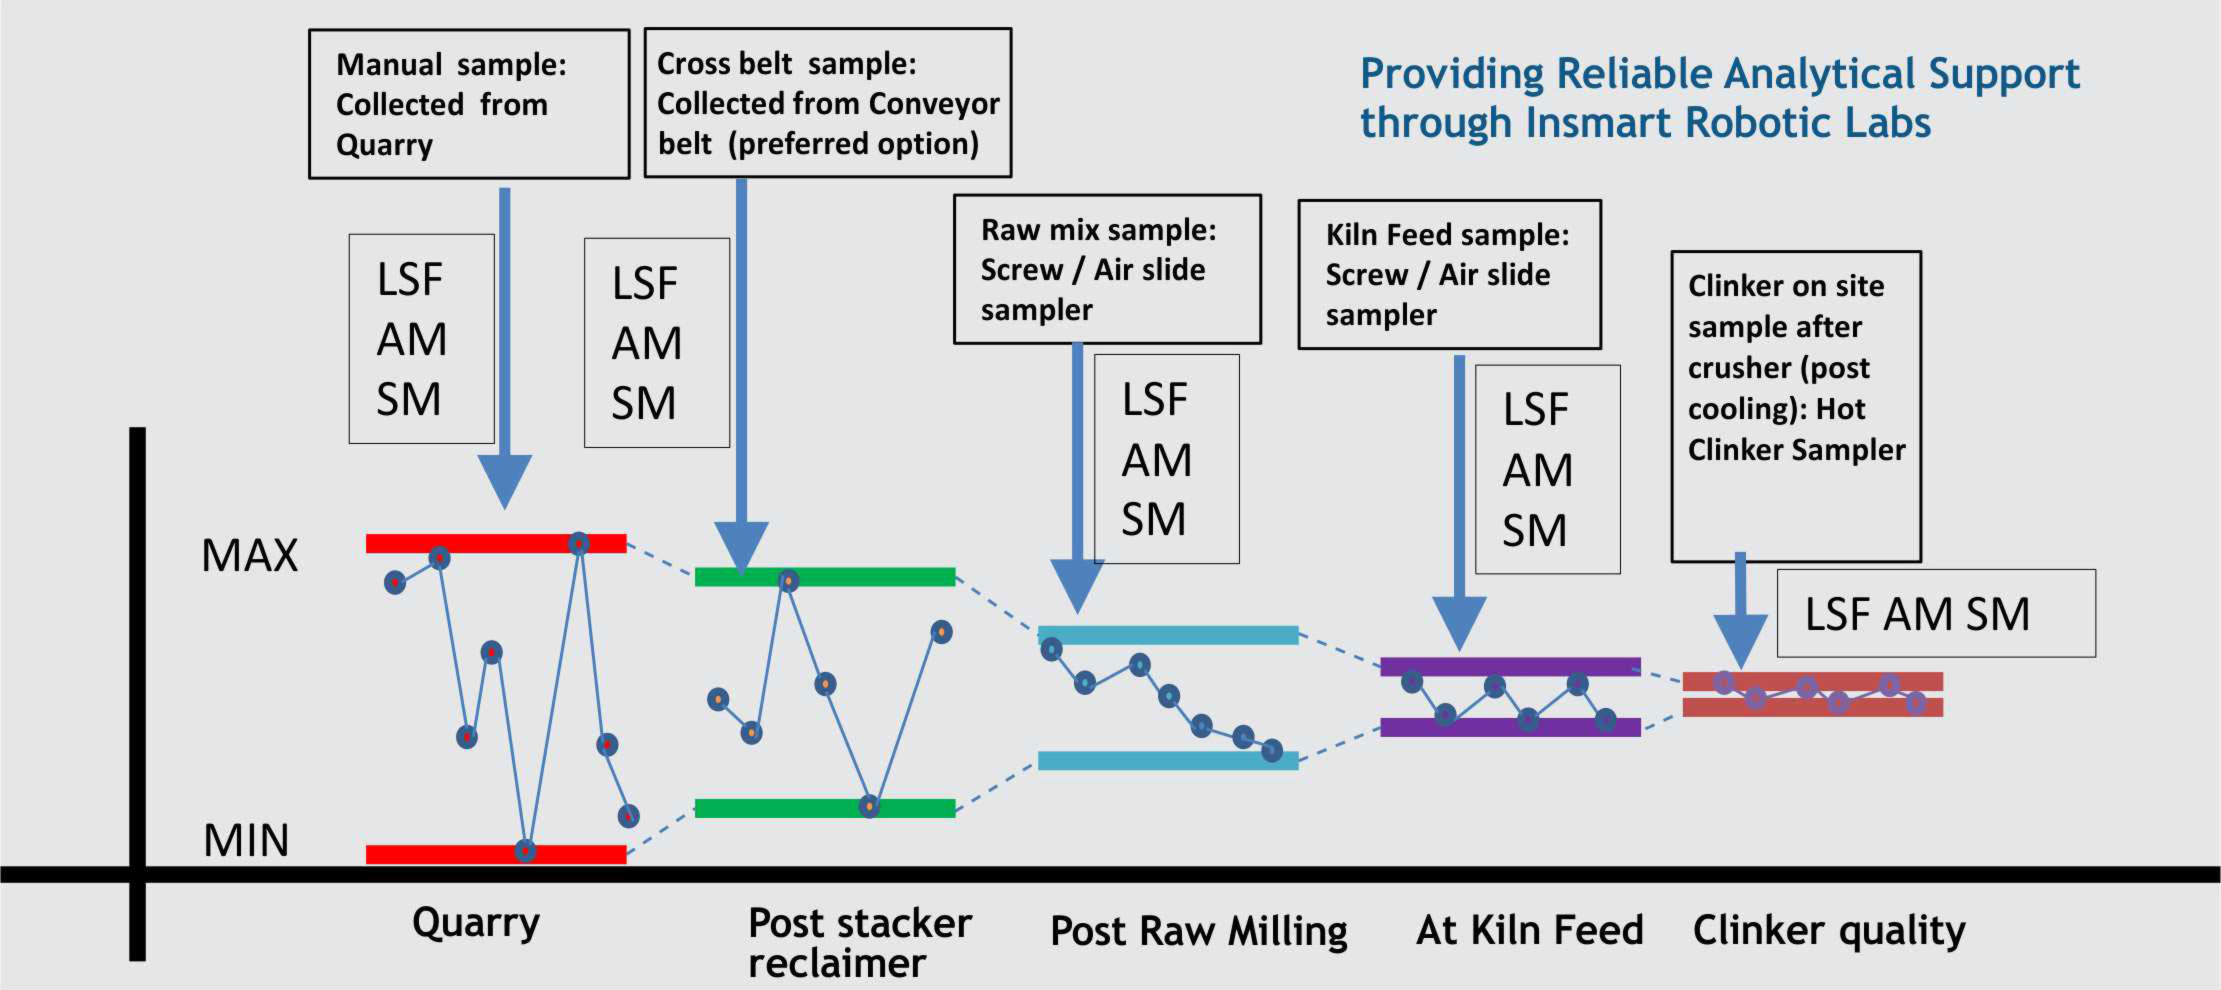 Manual sample:
Collected from
Quarry
Cross belt sample:
Collected from Conveyor
belt (preferred option)
Providing Reliable Analytical Support
through Insmart Robotic Labs
Raw mix sample:
Screw / Air slide
sampler
Kiln Feed sample:
Screw / Air slide
sampler
Clinker on site
sample after
crusher (post
cooling): Hot
Clinker Sampler
LSF
AM
SM
LSF
AM
SM
LSF
AM
SM
LSF
AM
SM
LSF AM SM
MAX
MIN
Quarry
Post stacker
reclaimer
Post Raw Milling
At Kiln Feed
Clinker quality